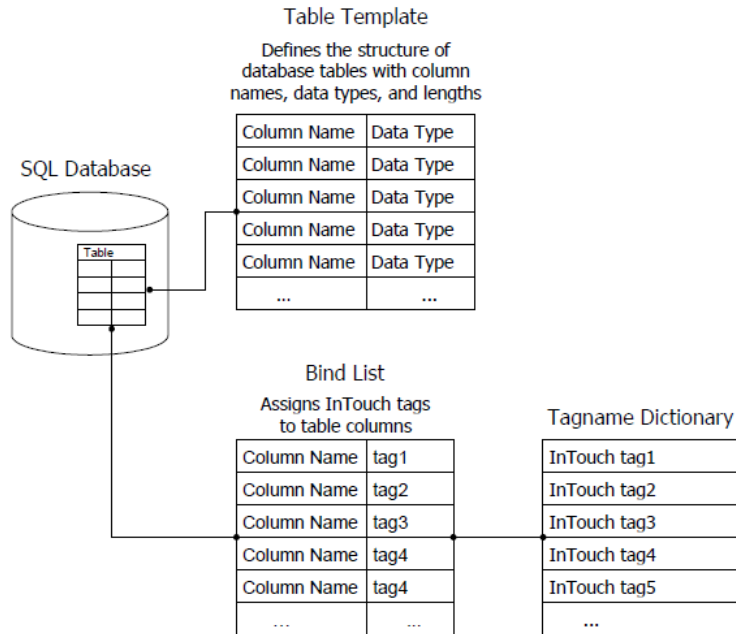 Table Template
Defines the structure of
database tables with column
names, data types, and lengths
Column Name Data Type
Column Name Data Type
Column Name Data Type
Column Name Data Type
Column Name Data Type
... ...
SQL Database
Table
Bind List
Assigns InTouch tags
to table columns
Column Name tag1
Column Name tag2
Column Name tag3
Column Name tag4
Column Name tag4
... ...
Tagname Dictionary
InTouch tag1
InTouch tag2
InTouch tag3
InTouch tag4
InTouch tag5
...